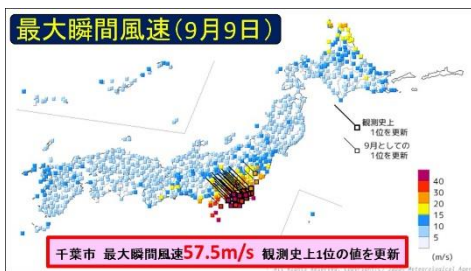 最大瞬間風速(9月9日)
観測史上
1位を更新
9月としての
1位を更新
40
30
25
20
15
10
5
(m/s)
千葉市 最大瞬間風速57.5m/s 観測史上1位の値を更新